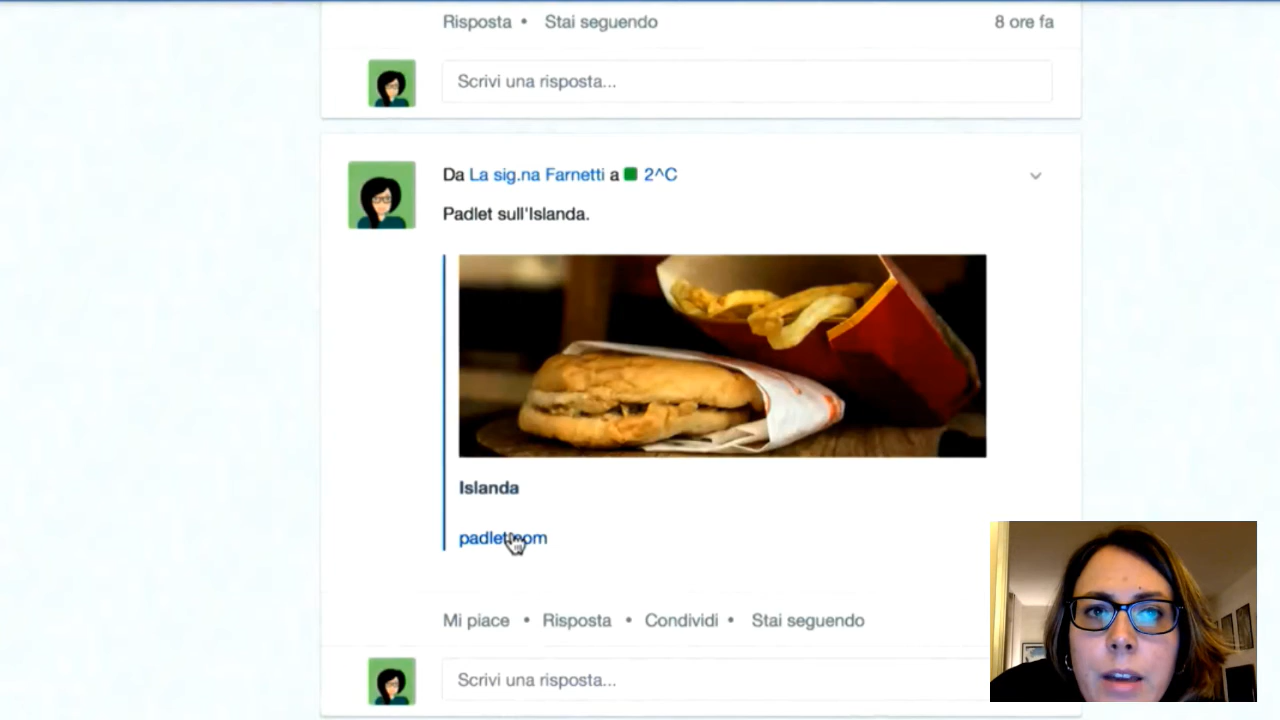 Risposta • Stai seguendo 8 ore fa
Scrivi una risposta...
Da La sig.na Farnetti a 2^C
Padlet sull'Islanda.
Islanda
padlet.com
Mi piace • Risposta • Condividi • Stai seguendo
Scrivi una risposta...